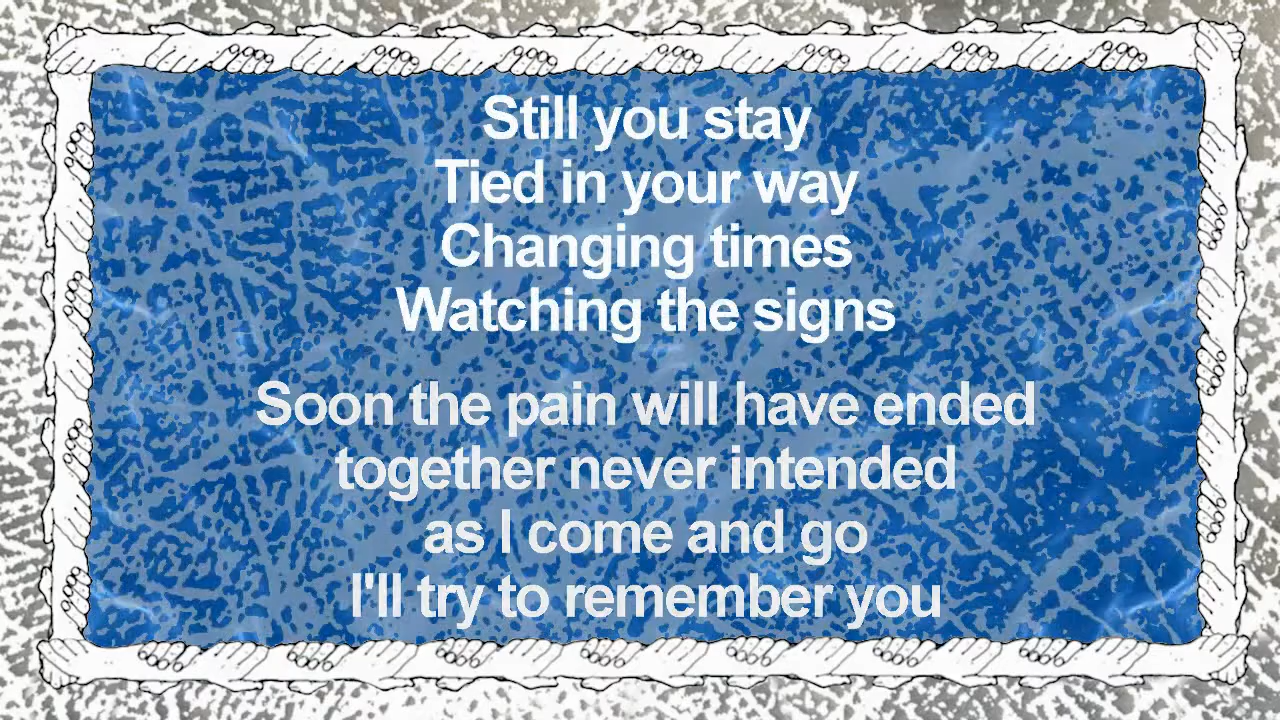 Still you stay
Tied in your way
Changing times
Watching the signs
Soon the pain will have ended
together never intended
as I come and go
I'll try to remember you